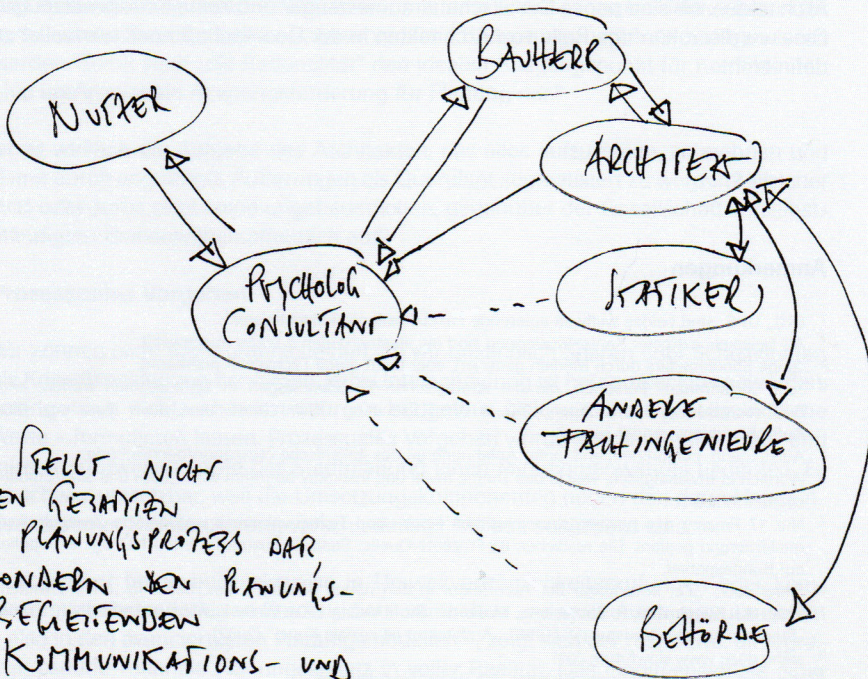 BAUHERR
NUTZER
ARCHITEKT
PSYCHOLOG
CONSULTANT
STATIKER
ANDERE
FACHINGENIEURE
STELLT NICHT
EN GESAMTEN
PLANUNGSPROZEß DAR
ONDERN DEN PLANUNGS-
BEGLEITENDEN
KOMMUNIKATIONS- UND
BEHÖRDE